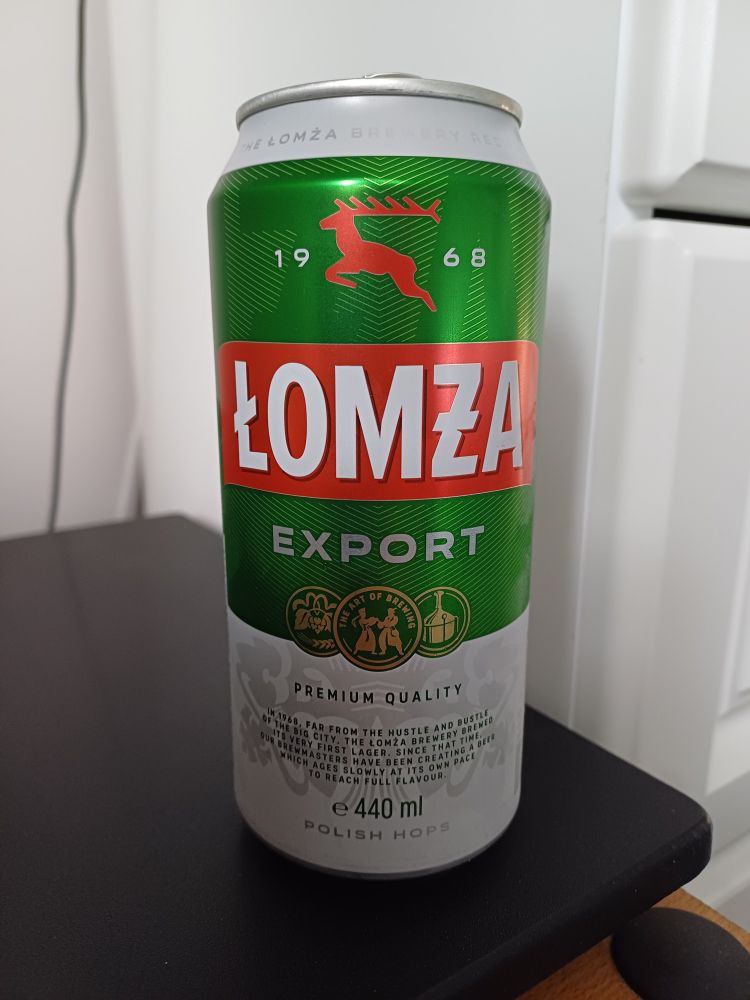 THE ŁOMŻA BREWERY REC
19 68
ŁOMŻA
EXPORT
THE ART OF BREWING
PREMIUM QUALITY
IN 1968, FAR FROM THE HUSTLE AND BUSTLE
OF THE BIG CITY, THE ŁOMŻA BREWERY BREWED
ITS VERY FIRST LAGER. SINCE THAT TIME,
OUR BREWMASTERS HAVE BEEN CREATING A BEER
WHICH AGES SLOWLY AT ITS OWN PACE
TO REACH FULL FLAVOUR.
℮ 440 ml
POLISH HOPS